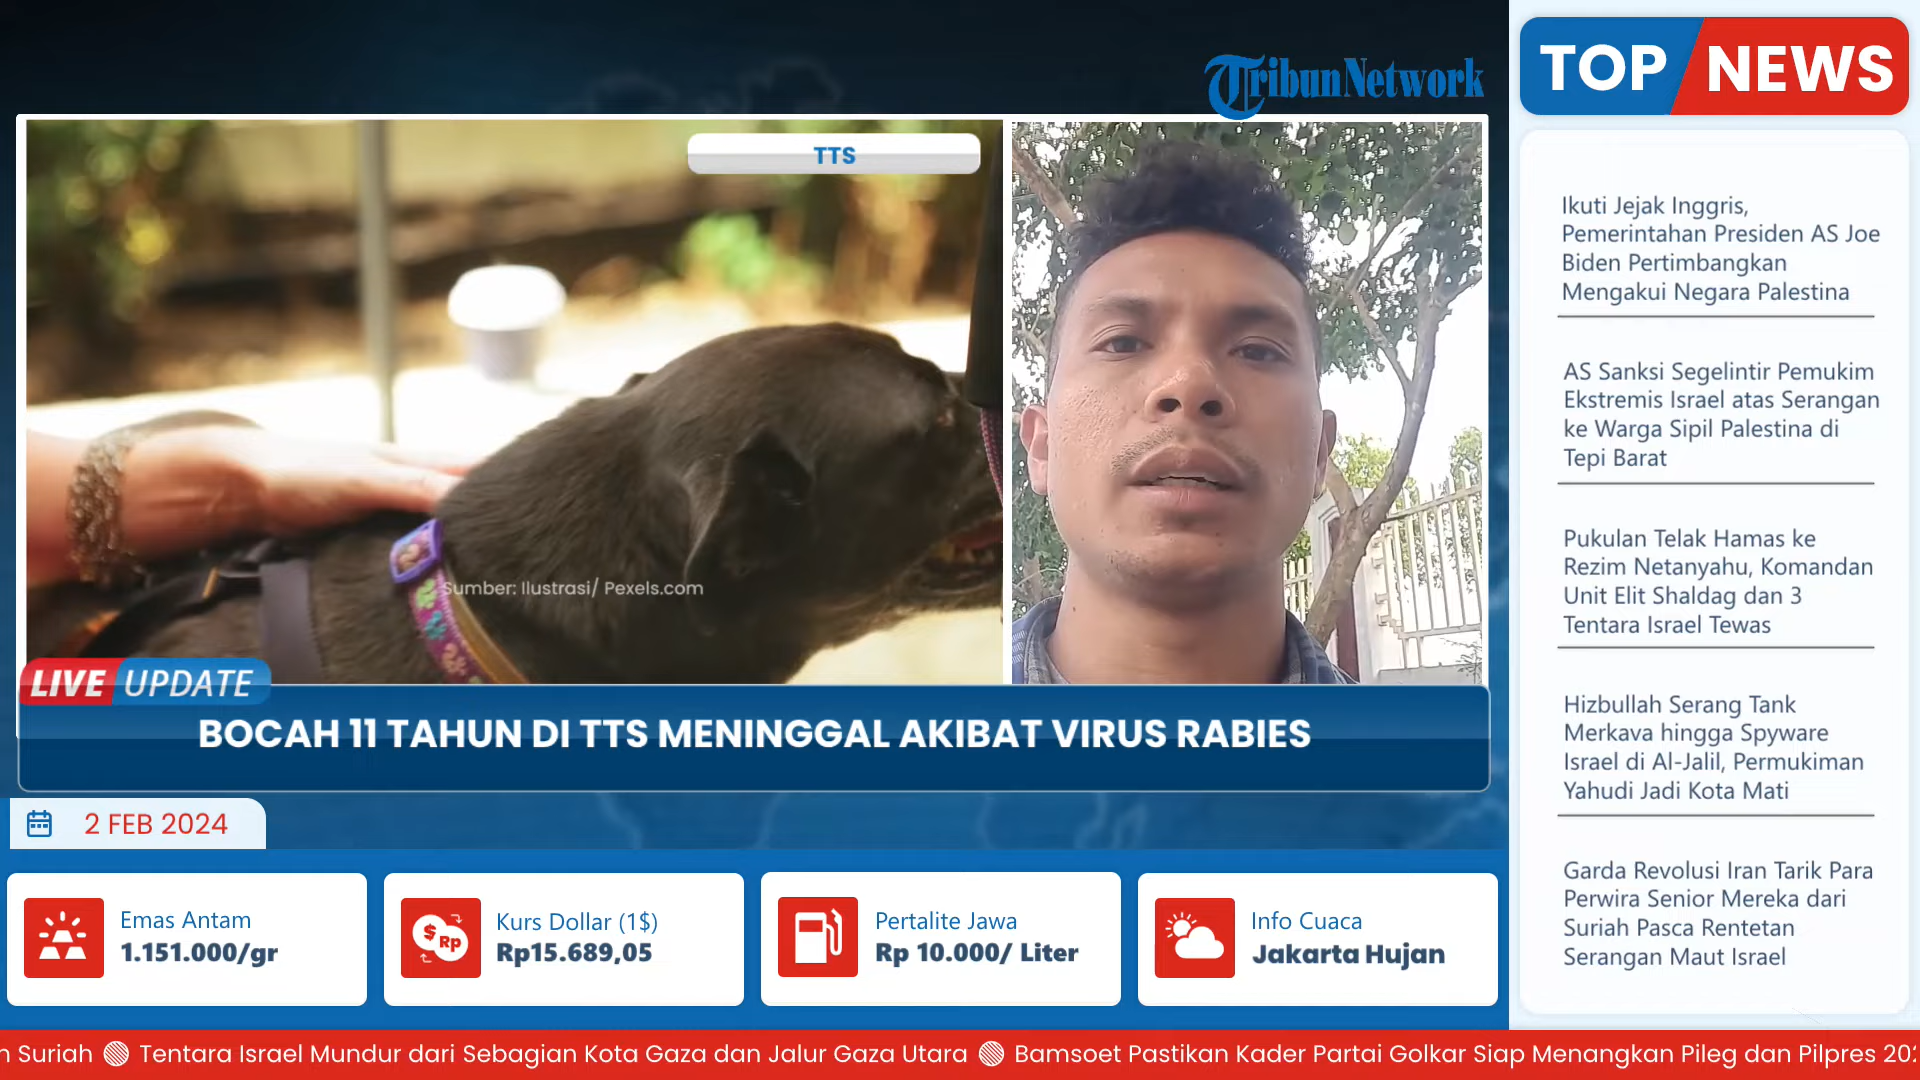 TribunNetwork
TTS
Sumber: Ilustrasi/ Pexels.com
LIVE UPDATE
BOCAH 11 TAHUN DI TTS MENINGGAL AKIBAT VIRUS RABIES
2 FEB 2024
Emas Antam
1.151.000/gr
Kurs Dollar (1$)
Rp15.689,05
Pertalite Jawa
Rp 10.000/ Liter
Info Cuaca
Jakarta Hujan
TOP NEWS
Ikuti Jejak Inggris,
Pemerintahan Presiden AS Joe
Biden Pertimbangkan
Mengakui Negara Palestina
AS Sanksi Segelintir Pemukim
Ekstremis Israel atas Serangan
ke Warga Sipil Palestina di
Tepi Barat
Pukulan Telak Hamas ke
Rezim Netanyahu, Komandan
Unit Elit Shaldag dan 3
Tentara Israel Tewas
Hizbullah Serang Tank
Merkava hingga Spyware
Israel di Al-Jalil, Permukiman
Yahudi Jadi Kota Mati
Garda Revolusi Iran Tarik Para
Perwira Senior Mereka dari
Suriah Pasca Rentetan
Serangan Maut Israel
Suriah Tentara Israel Mundur dari Sebagian Kota Gaza dan Jalur Gaza Utara Bamsoet Pastikan Kader Partai Golkar Siap Menangkan Pileg dan Pilpres